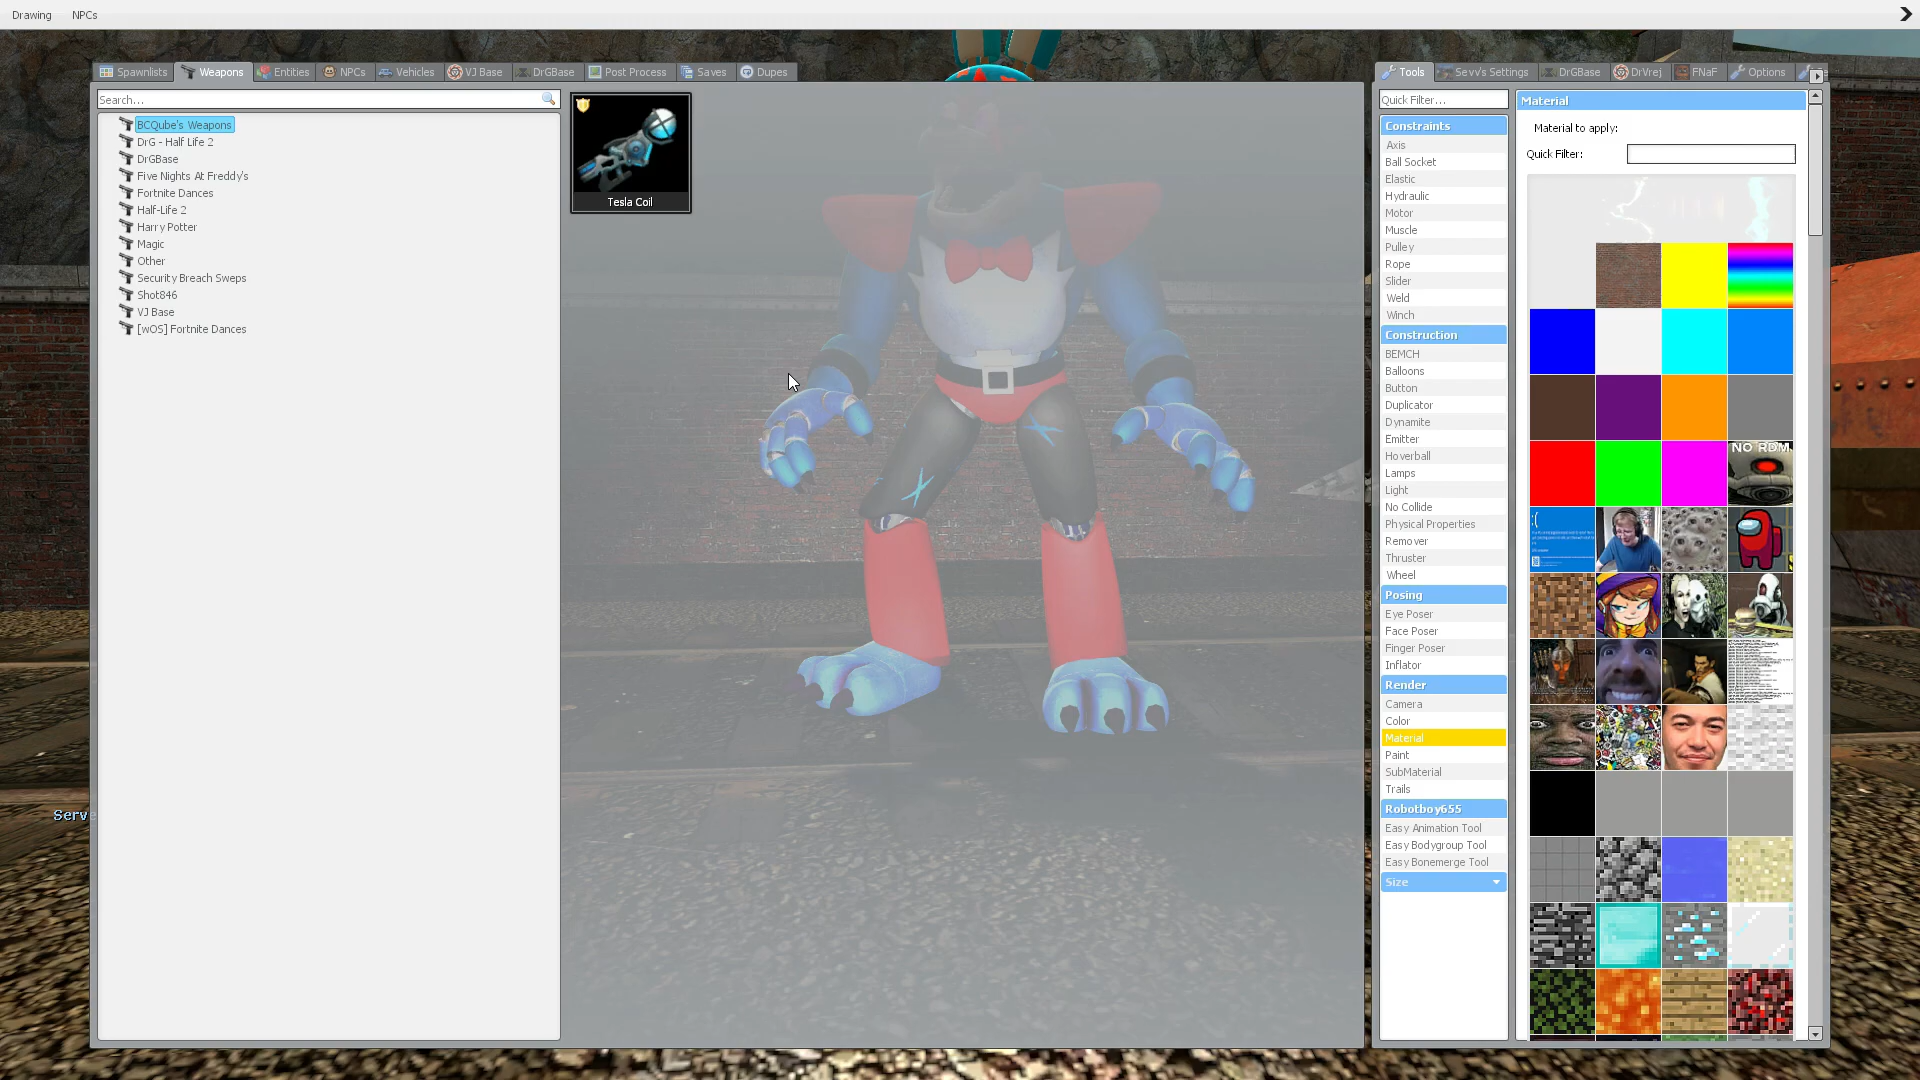 Drawing NPCs
Spawnlists Weapons Entities NPCs Vehicles VJ Base DrGBase Post Process Saves Dupes
Search...
BCQube's Weapons
DrG - Half Life 2
DrGBase
Five Nights At Freddy's
Fortnite Dances
Half-Life 2
Harry Potter
Magic
Other
Security Breach Sweps
Shot846
VJ Base
[wOS] Fortnite Dances
Tesla Coil
Serve
Tools Sevv's Settings DrGBase DrVrej FNaF Options
Quick Filter...
Constraints
Axis
Ball Socket
Elastic
Hydraulic
Motor
Muscle
Pulley
Rope
Slider
Weld
Winch
Construction
BEMCH
Balloons
Button
Duplicator
Dynamite
Emitter
Hoverball
Lamps
Light
No Collide
Physical Properties
Remover
Thruster
Wheel
Posing
Eye Poser
Face Poser
Finger Poser
Inflator
Render
Camera
Color
Material
Paint
SubMaterial
Trails
Robotboy655
Easy Animation Tool
Easy Bodygroup Tool
Easy Bonemerge Tool
Size
Material
Material to apply:
Quick Filter:
NO RDM
:(